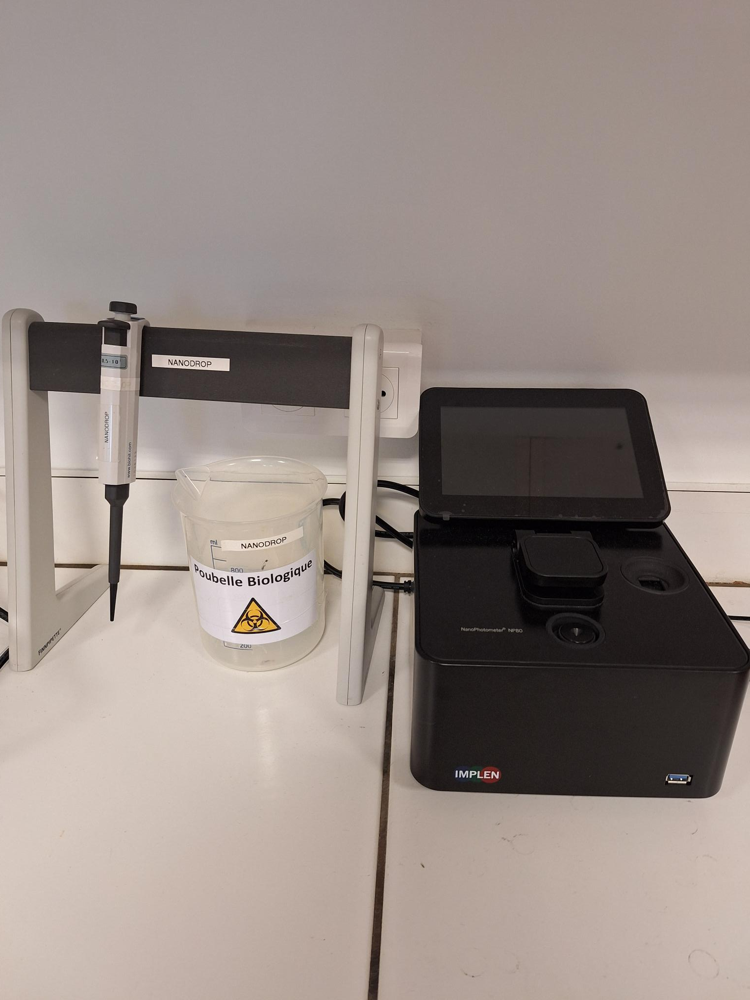 NANODROP
0.5-10
NANODROP
www.biohit.com
FINNPIPETTE®
ml
NANODROP
800
Poubelle Biologique
200
NanoPhotometer® NP80
IMPLEN